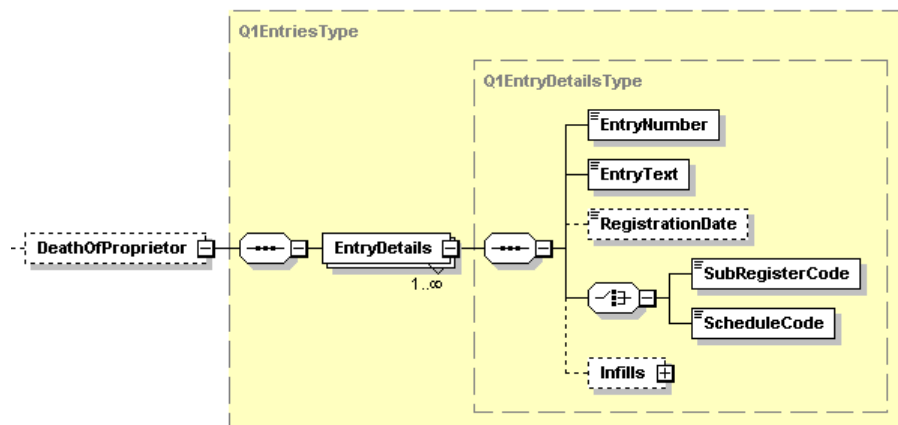 Q1EntriesType
Q1EntryDetailsType
EntryNumber
EntryText
RegistrationDate
DeathOfProprietor
EntryDetails
1..∞
SubRegisterCode
ScheduleCode
Infills